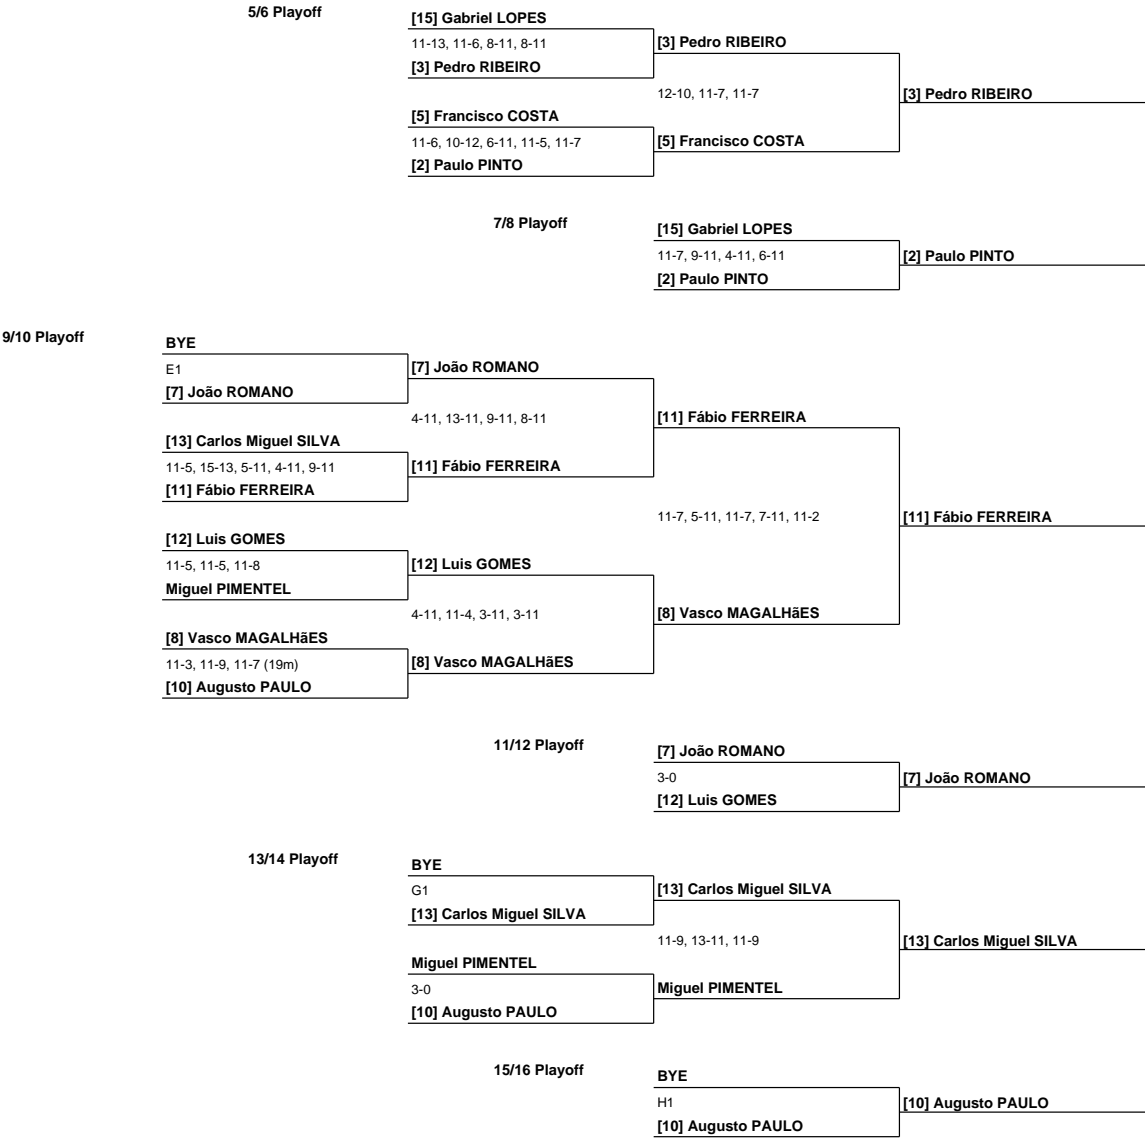 5/6 Playoff
[15] Gabriel LOPES
11-13, 11-6, 8-11, 8-11
[3] Pedro RIBEIRO
[3] Pedro RIBEIRO
12-10, 11-7, 11-7
[3] Pedro RIBEIRO
[5] Francisco COSTA
11-6, 10-12, 6-11, 11-5, 11-7
[5] Francisco COSTA
[2] Paulo PINTO
7/8 Playoff
[15] Gabriel LOPES
11-7, 9-11, 4-11, 6-11
[2] Paulo PINTO
[2] Paulo PINTO
9/10 Playoff
BYE
E1
[7] João ROMANO
[7] João ROMANO
4-11, 13-11, 9-11, 8-11
[11] Fábio FERREIRA
[13] Carlos Miguel SILVA
11-5, 15-13, 5-11, 4-11, 9-11
[11] Fábio FERREIRA
[11] Fábio FERREIRA
11-7, 5-11, 11-7, 7-11, 11-2
[11] Fábio FERREIRA
[12] Luis GOMES
11-5, 11-5, 11-8
[12] Luis GOMES
Miguel PIMENTEL
4-11, 11-4, 3-11, 3-11
[8] Vasco MAGALHãES
[8] Vasco MAGALHãES
11-3, 11-9, 11-7 (19m)
[8] Vasco MAGALHãES
[10] Augusto PAULO
11/12 Playoff
[7] João ROMANO
3-0
[7] João ROMANO
[12] Luis GOMES
13/14 Playoff
BYE
G1
[13] Carlos Miguel SILVA
[13] Carlos Miguel SILVA
11-9, 13-11, 11-9
[13] Carlos Miguel SILVA
Miguel PIMENTEL
3-0
Miguel PIMENTEL
[10] Augusto PAULO
15/16 Playoff
BYE
H1
[10] Augusto PAULO
[10] Augusto PAULO